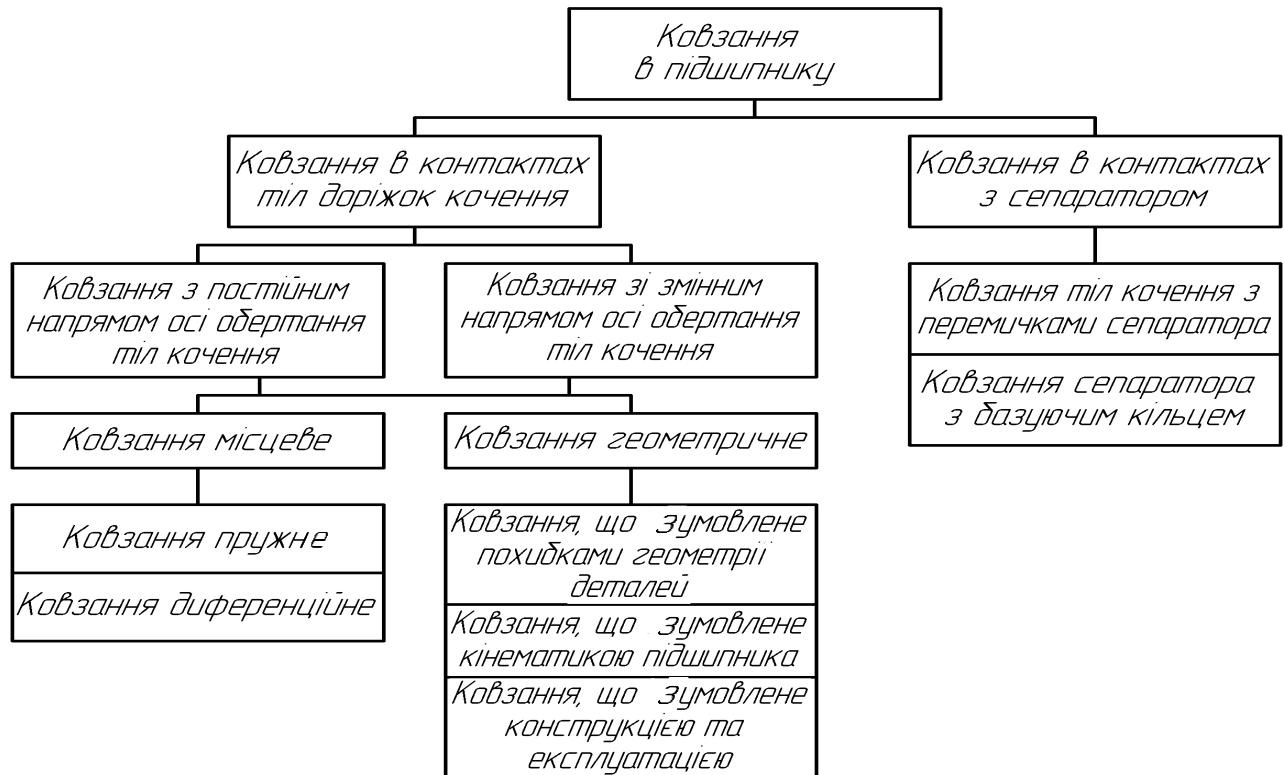 Ковзання
в підшипнику
Ковзання в контактах
тіл доріжок кочення
Ковзання в контактах
з сепаратором
Ковзання з постійним
напрямом осі обертання
тіл кочення
Ковзання зі змінним
напрямом осі обертання
тіл кочення
Ковзання тіл кочення з
перемичками сепаратора
Ковзання сепаратора
з базуючим кільцем
Ковзання місцеве
Ковзання геометричне
Ковзання пружне
Ковзання диференційне
Ковзання, що зумовлене
похибками геометрії
деталей
Ковзання, що зумовлене
кінематикою підшипника
Ковзання, що зумовлене
конструкцією та
експлуатацією